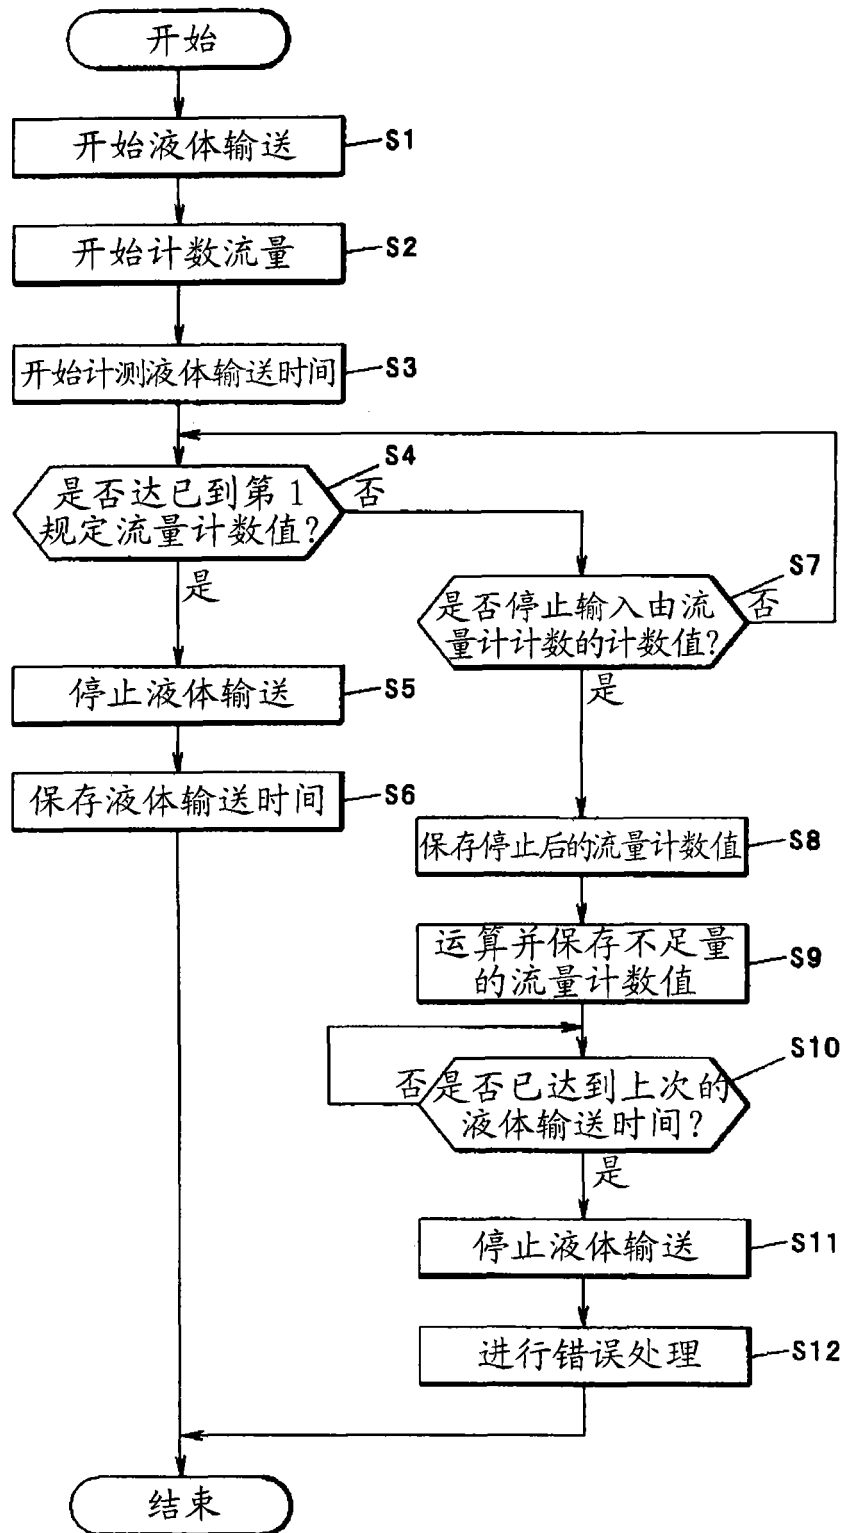 开始
开始液体输送
S1
开始计数流量
S2
开始计测液体输送时间
S3
是否达已到第1
规定流量计数值?
S4
否
是
停止液体输送
S5
保存液体输送时间
S6
是否停止输入由流
量计计数的计数值?
S7
否
是
保存停止后的流量计数值
S8
运算并保存不足量
的流量计数值
S9
是否已达到上次的
液体输送时间?
S10
否
是
停止液体输送
S11
进行错误处理
S12
结束